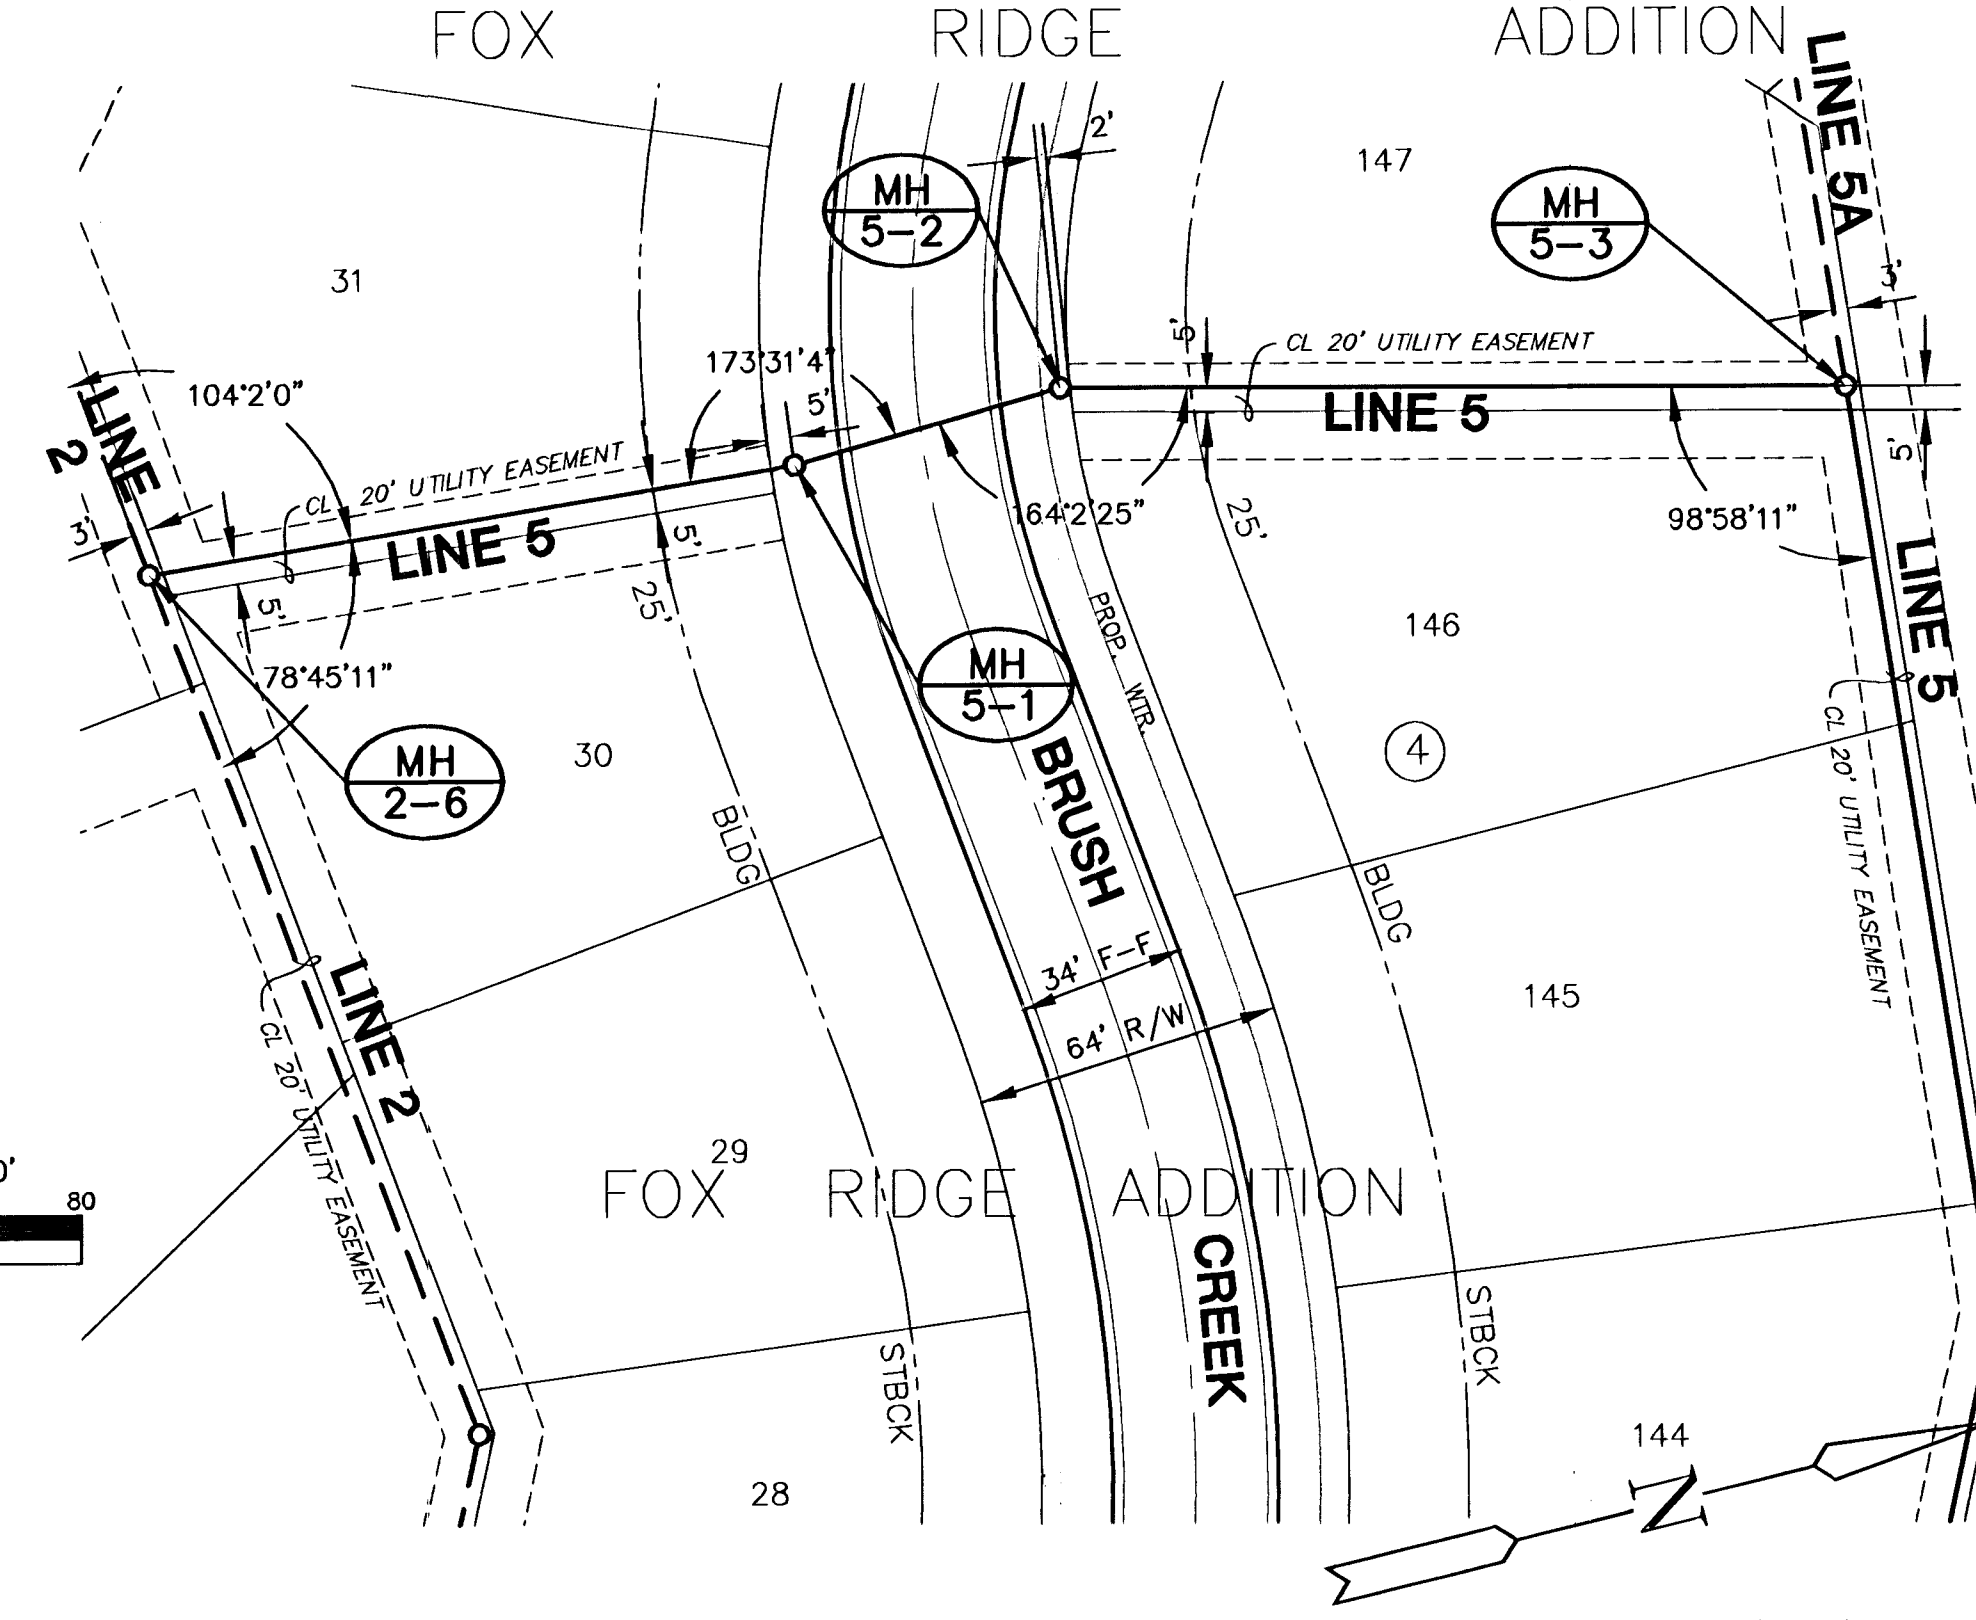 FOX RIDGE ADDITION
LINE 5A
2'
MH
5-2
147
MH
5-3
31
3'
5'
CL 20' UTILITY EASEMENT
173°31'4"
104°2'0"
5'
LINE 5
LINE
2
CL 20' UTILITY EASEMENT
5'
3'
LINE 5
5'
164°2'25"
25'
98°58'11"
LINE 5
5'
25'
PROP. WTR.
146
78°45'11"
MH
5-1
30
MH
2-6
BRUSH
4
CL 20' UTILITY EASEMENT
BLDG
BLDG
34' F-F
64' R/W
145
LINE 2
CL 20' UTILITY EASEMENT
29
FOX RIDGE ADDITION
0'
80
CREEK
STBCK
STBCK
144
28
N